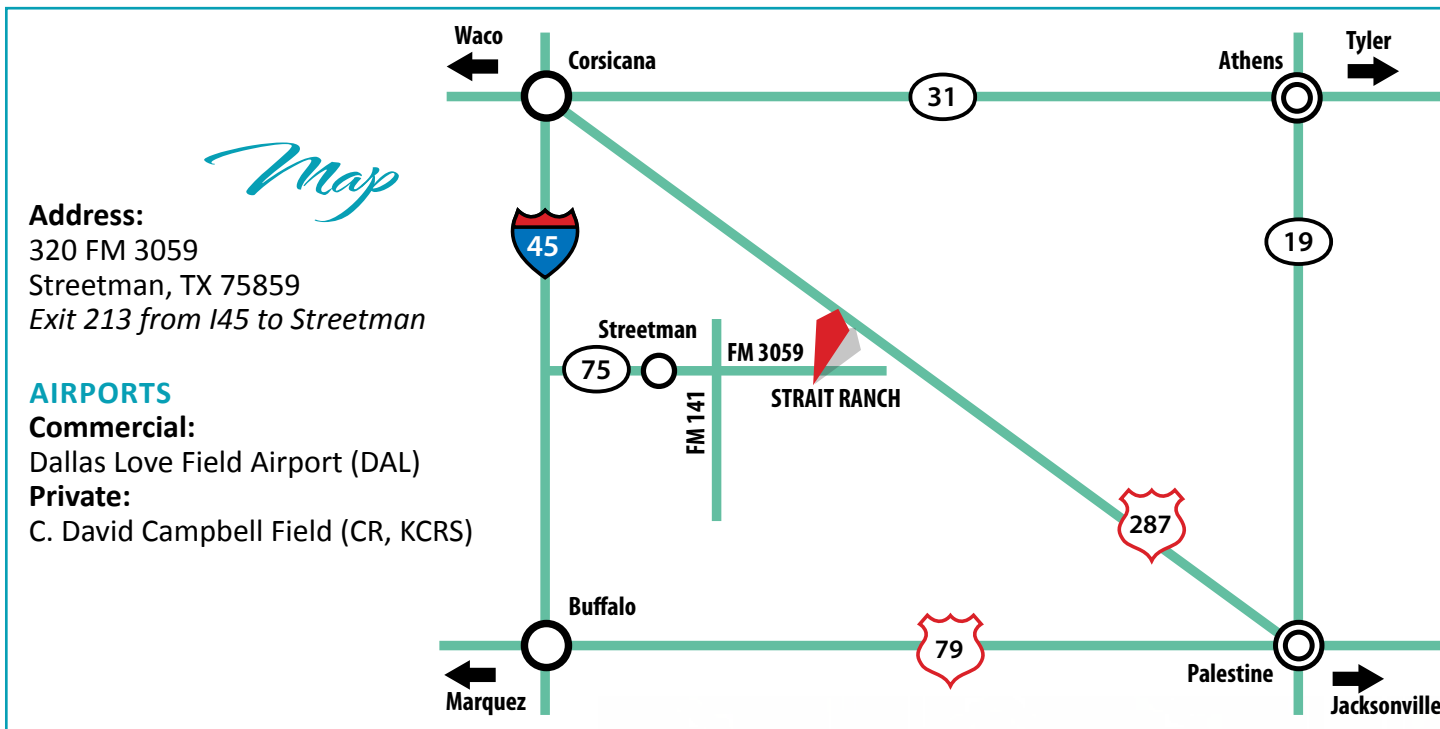 Map
Address:
320 FM 3059
Streetman, TX 75859
Exit 213 from I45 to Streetman
AIRPORTS
Commercial:
Dallas Love Field Airport (DAL)
Private:
C. David Campbell Field (CR, KCRS)
Waco
Corsicana
31
Athens
Tyler
45
19
Streetman
75
FM 3059
FM 141
STRAIT RANCH
287
Buffalo
79
Palestine
Marquez
Jacksonville